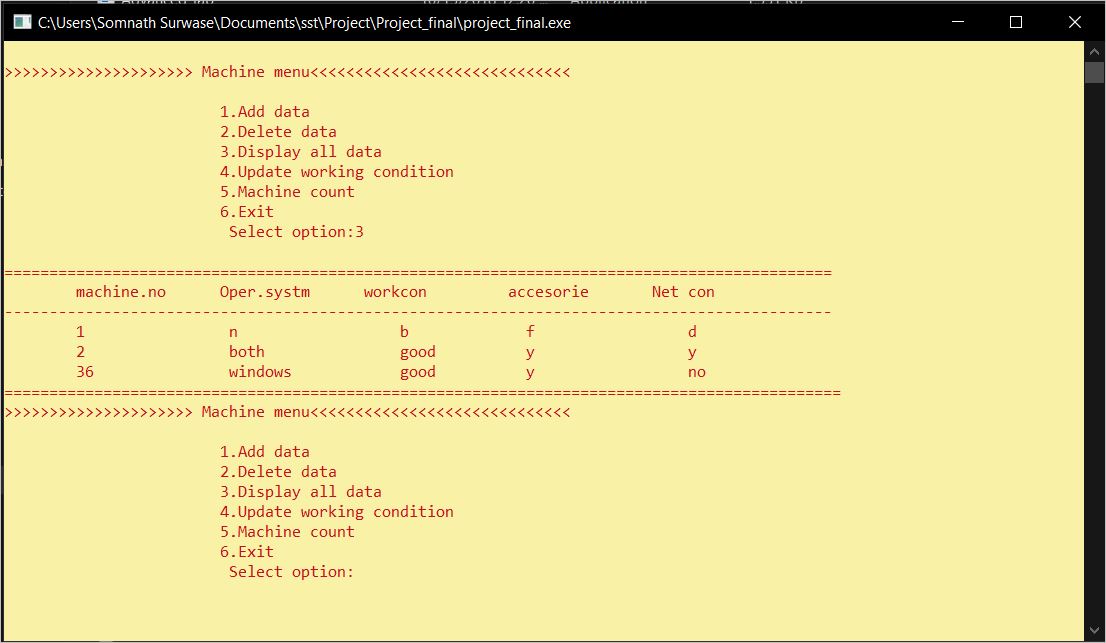 C:\Users\Somnath Surwase\Documents\sst\Project\Project_final\project_final.exe
>>>>>>>>>>>>>>>>>>>>> Machine menu<<<<<<<<<<<<<<<<<<<<<<<<<<<<<
1.Add data
2.Delete data
3.Display all data
4.Update working condition
5.Machine count
6.Exit
Select option:3
============================================================================================
machine.no Oper.systm workcon accesorie Net con
--------------------------------------------------------------------------------------------
1 n b f d
2 both good y y
36 windows good y no
=============================================================================================
>>>>>>>>>>>>>>>>>>>>> Machine menu<<<<<<<<<<<<<<<<<<<<<<<<<<<<<
1.Add data
2.Delete data
3.Display all data
4.Update working condition
5.Machine count
6.Exit
Select option: